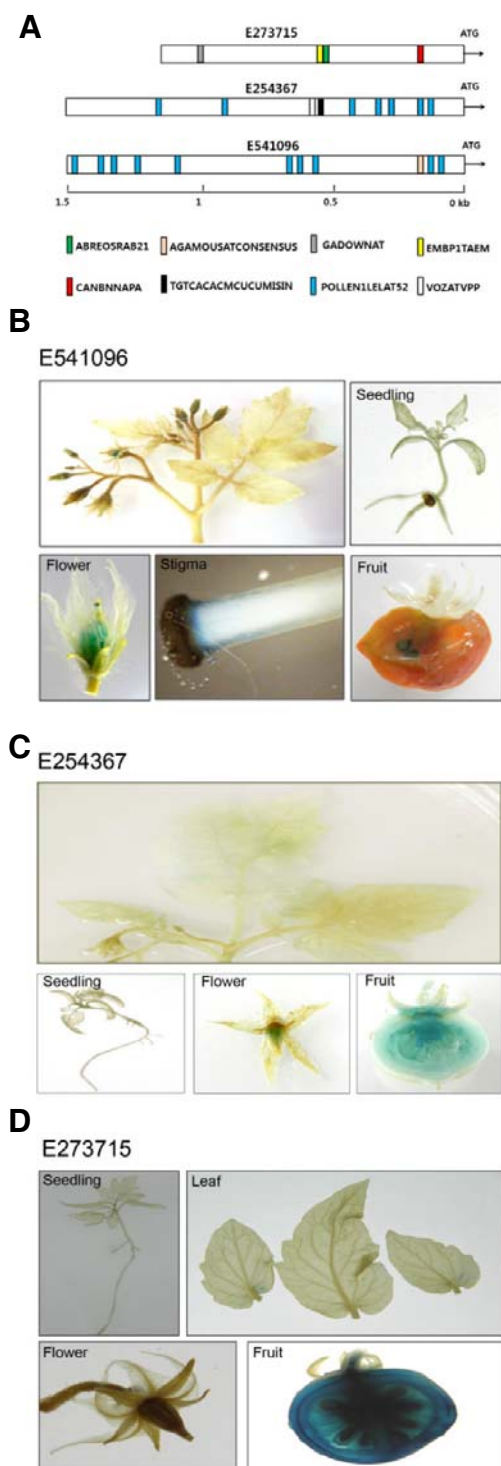 A
E273715
ATG
E254367
ATG
E541096
ATG
1.5 1 0.5 0 kb
ABREOSRAB21 AGAMOUSATCONSENSUS GADOWNAT EMBP1TAEM
CANBNNAPA TGTCACACMCUCUMISIN POLLEN1LELAT52 VOZATVPP
B
E541096
Seedling
Flower Stigma Fruit
C
E254367
Seedling Flower Fruit
D
E273715
Seedling Leaf
Flower Fruit